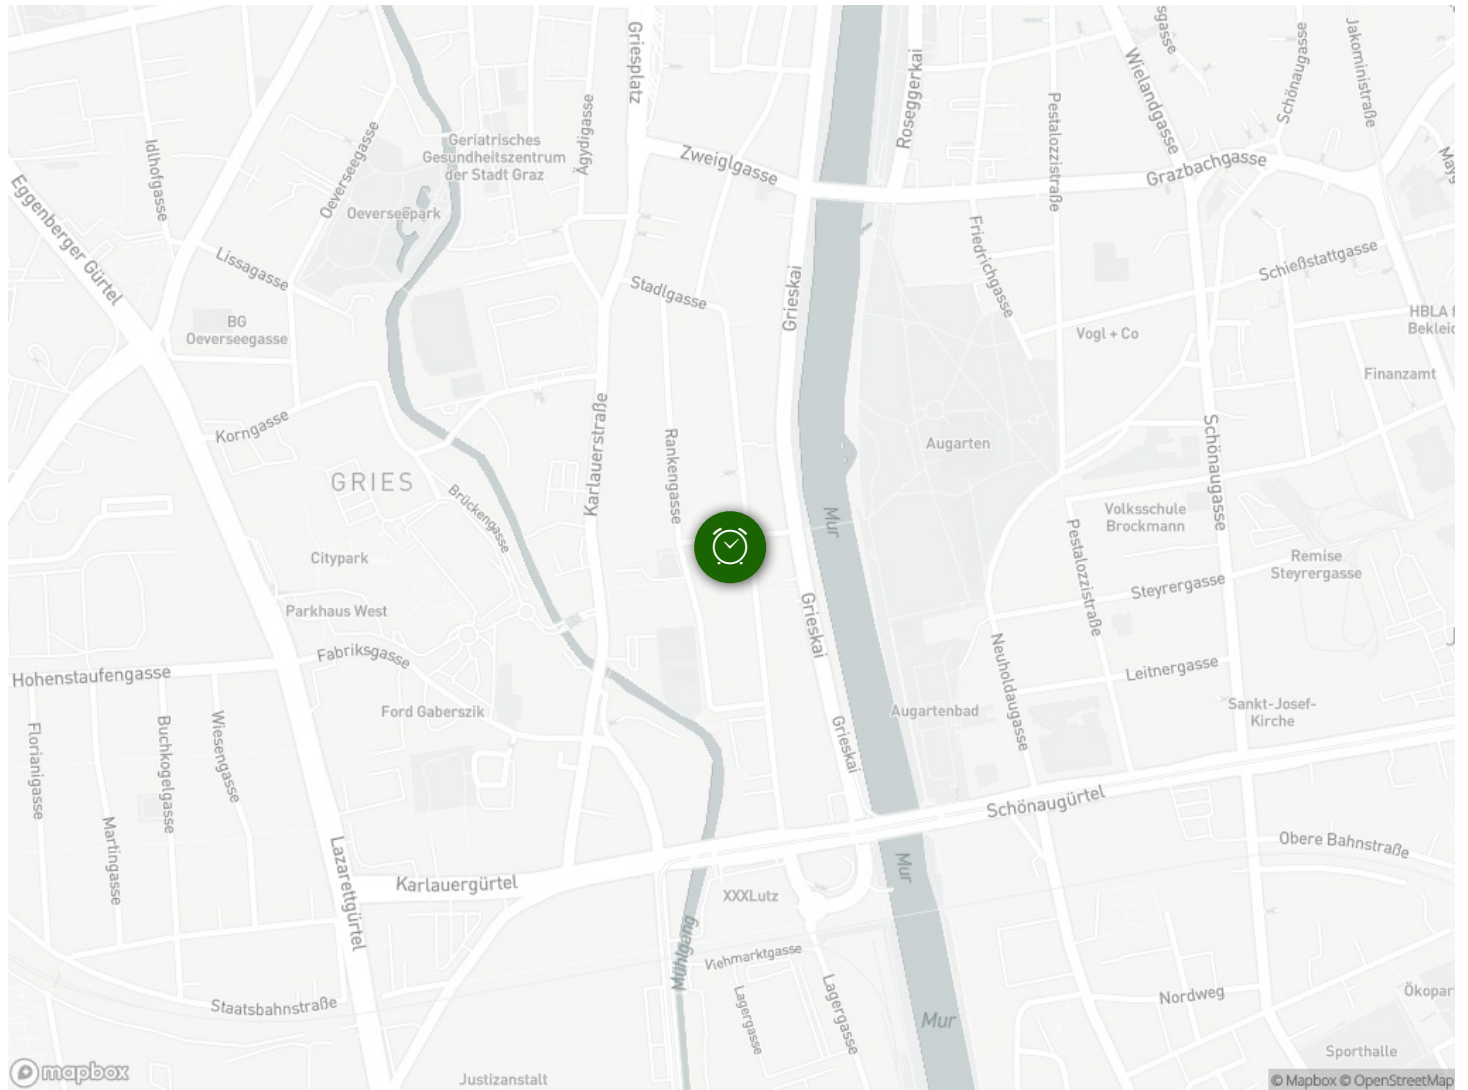 Griesplatz
Roseggerkai
Wielandgasse
Schönaugasse
Jakoministraße
Idlhofgasse
Oeverseegasse
Geriatrisches
Gesundheitszentrum
der Stadt Graz
Ägydigasse
Zweiglgasse
Pestalozzistraße
Grazbachgasse
Eggenberger Gürtel
Oeverseepark
Lissagasse
Stadlgasse
Grieskai
Friedrichgasse
Schießstattgasse
BG
Oeverseegasse
Vogl + Co
HBLA f
Bekleid
Finanzamt
Korngasse
Karlauerstraße
Rankengasse
Augarten
Schönaugasse
GRIES
Brückengasse
Mur
Volksschule
Brockmann
Pestalozzistraße
Citypark
Remise
Steyrergasse
Steyrergasse
Parkhaus West
Grieskai
Fabriksgasse
Neuholdaugasse
Leitnergasse
Hohenstaufengasse
Ford Gaberszik
Augartenbad
Sankt-Josef-
Kirche
Florianigasse
Buchkogelgasse
Wiesengasse
Grieskai
Martingasse
Schönaugürtel
Lazarettgürtel
Karlauergürtel
Mur
Obere Bahnstraße
XXXLutz
Mühlgang
Viehmarktgasse
Staatsbahnstraße
Lagergasse
Lagergasse
Nordweg
Ökopar
Mur
Sporthalle
Justizanstalt
mapbox
© Mapbox © OpenStreetMap